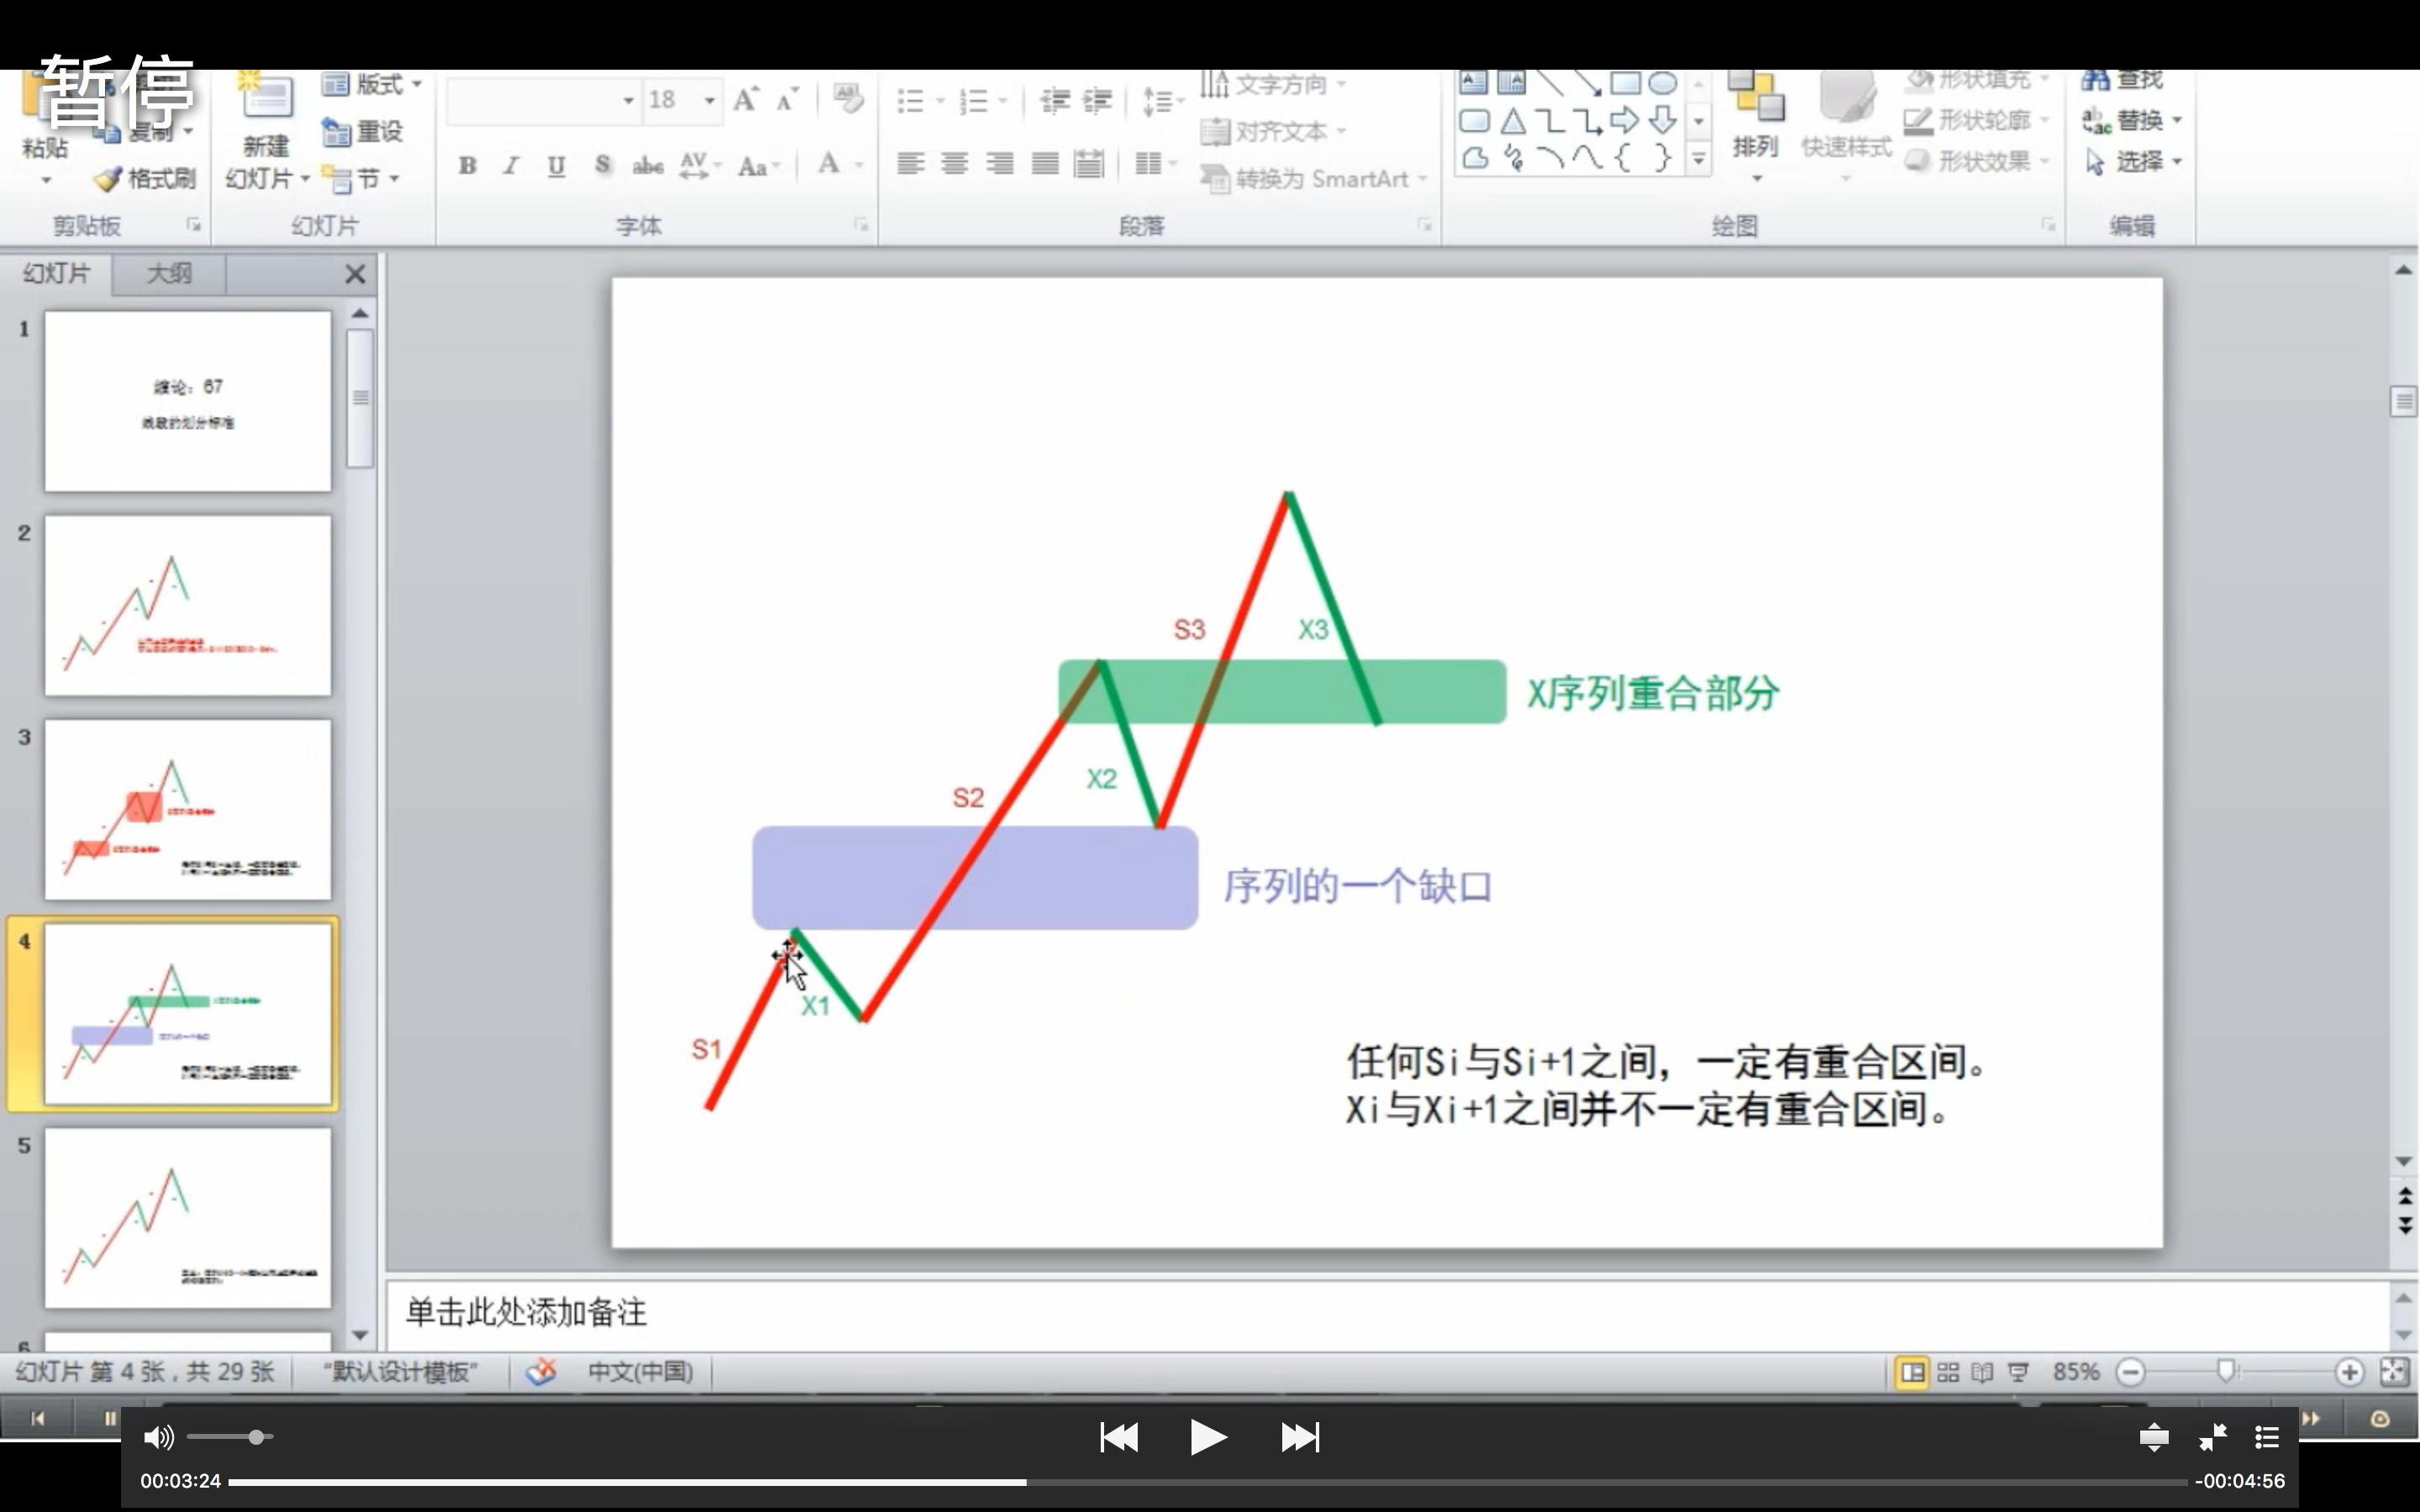 暂停
粘贴
复制
格式刷
剪贴板
新建
幻灯片
版式
重设
节
幻灯片
18
B I U S abc AV Aa A
字体
文字方向
对齐文本
转换为 SmartArt
段落
排列
快速样式
形状填充
形状轮廓
形状效果
绘图
查找
替换
选择
编辑
幻灯片 大纲
1
缠论：67
线段的划分标准
2
3
4
5
S3
X3
X序列重合部分
S2
X2
序列的一个缺口
X1
S1
任何Si与Si+1之间，一定有重合区间。
Xi与Xi+1之间并不一定有重合区间。
单击此处添加备注
幻灯片 第 4 张，共 29 张
“默认设计模板”
中文(中国)
85%
00:03:24
-00:04:56